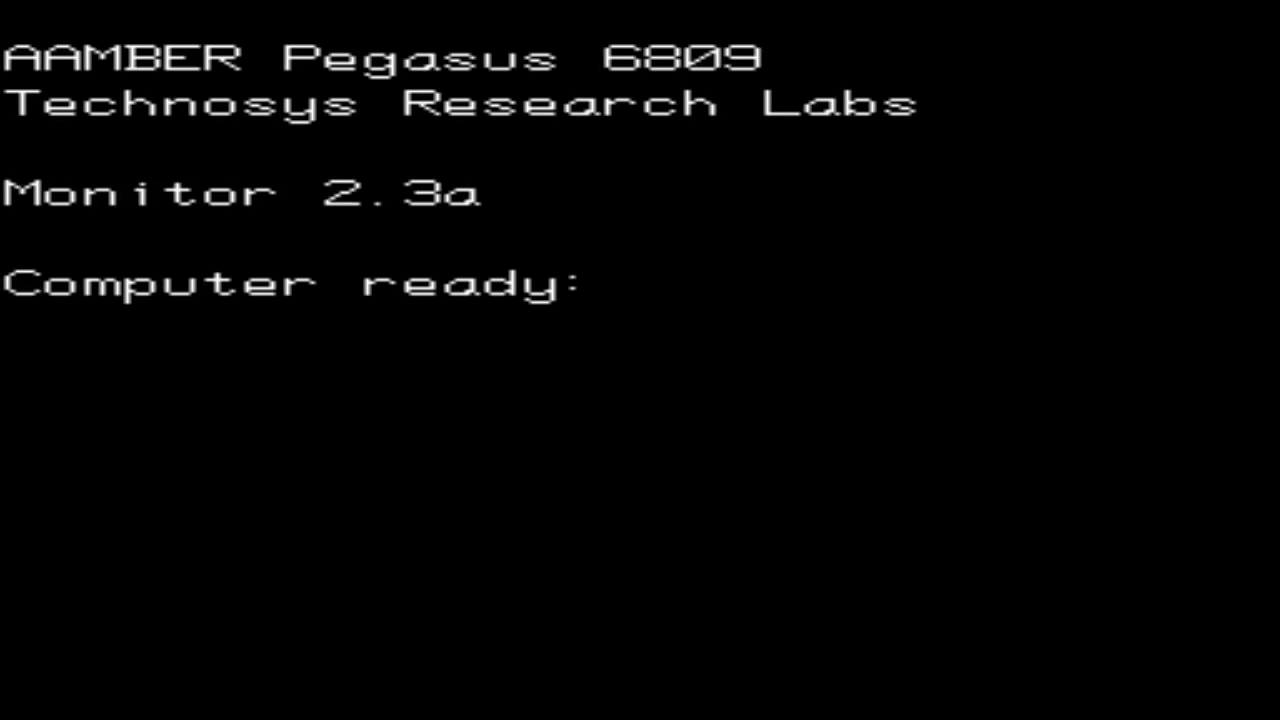 AAMBER Pegasus 6809
Technosys Research Labs
Monitor 2.3a
Computer ready: